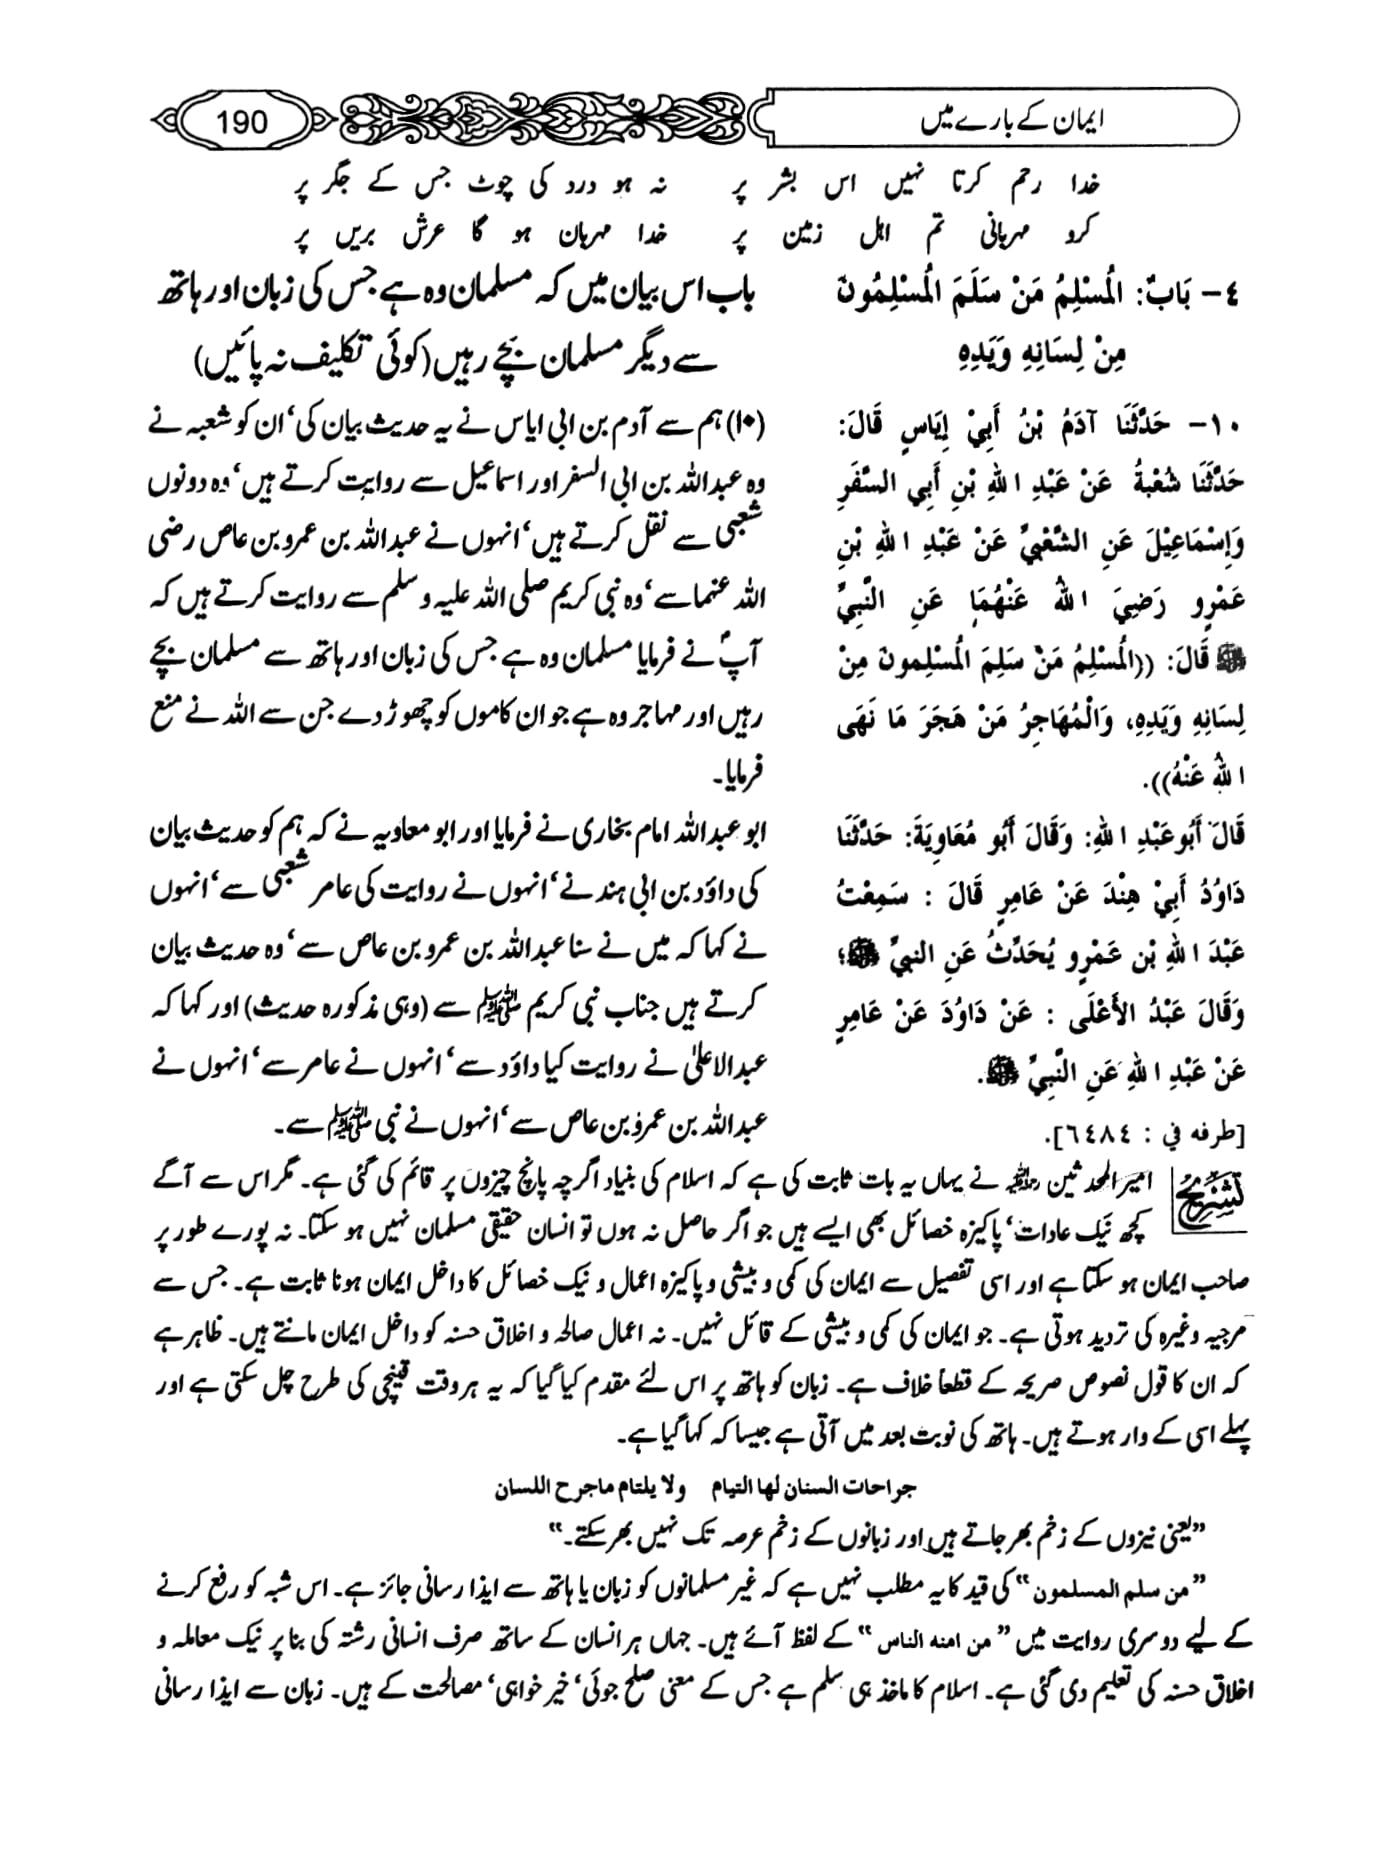 ایمان کے بارے میں
190
خدا رحم کرتا نہیں اس بشر پر نہ ہو درد کی چوٹ جس کے جگر پر
کرو مہربانی تم اہل زمین پر خدا مہربان ہو گا عرش بریں پر
٤- بَابٌ: الْمُسْلِمُ مَنْ سَلَمَ الْمُسْلِمُونَ
مِنْ لِسَانِهِ وَيَدِهِ
١٠- حَدَّثَنَا آدَمُ بْنُ أَبِيْ إِيَاسٍ قَالَ:
حَدَّثَنَا شُعْبَةُ عَنْ عَبْدِ اللهِ بْنِ أَبِي السَّفَرِ
وَإِسْمَاعِيْلَ عَنِ الشَّعْبِيِّ عَنْ عَبْدِ اللهِ بْنِ
عَمْرٍو رَضِيَ اللهُ عَنْهُمَا عَنِ النَّبِيِّ
ﷺ قَالَ: ((الْمُسْلِمُ مَنْ سَلِمَ الْمُسْلِمونَ مِنْ
لِسَانِهِ وَيَدِهِ، وَالْمُهَاجِرُ مَنْ هَجَرَ مَا نَهَى
اللهُ عَنْهُ)).
قَالَ أَبُو عَبْدِ اللهِ: وَقَالَ أَبُو مُعَاوِيَةَ: حَدَّثَنَا
دَاوُدُ أَبِيْ هِنْدَ عَنْ عَامِرٍ قَالَ : سَمِعْتُ
عَبْدَ اللهِ بْن عَمْرٍو يُحَدِّثُ عَنِ النبيِّ ﷺ؛
وَقَالَ عَبْدُ الأَعْلَى : عَنْ دَاوُدَ عَنْ عَامِرٍ
عَنْ عَبْدِ اللهِ عَنِ النَّبِيِّ ﷺ.
[طرفه في : ٦٤٨٤].
باب اس بیان میں کہ مسلمان وہ ہے جس کی زبان اور ہاتھ
سے دیگر مسلمان بچے رہیں (کوئی تکلیف نہ پائیں)
(۱۰) ہم سے آدم بن ابی ایاس نے یہ حدیث بیان کی‘ ان کو شعبہ نے
وہ عبداللہ بن ابی السفر اور اسماعیل سے روایت کرتے ہیں‘ وہ دونوں
شعبی سے نقل کرتے ہیں‘ انہوں نے عبداللہ بن عمرو بن عاص رضی
اللہ عنہما سے‘ وہ نبی کریم صلی اللہ علیہ وسلم سے روایت کرتے ہیں کہ
آپؐ نے فرمایا مسلمان وہ ہے جس کی زبان اور ہاتھ سے مسلمان بچے
رہیں اور مہاجر وہ ہے جو ان کاموں کو چھوڑ دے جن سے اللہ نے منع
فرمایا۔
ابو عبداللہ امام بخاری نے فرمایا اور ابو معاویہ نے کہ ہم کو حدیث بیان
کی داؤد بن ابی ہند نے‘ انہوں نے روایت کی عامر شعبی سے‘ انہوں
نے کہا کہ میں نے سنا عبداللہ بن عمرو بن عاص سے‘ وہ حدیث بیان
کرتے ہیں جناب نبی کریم ﷺ سے (وہی مذکورہ حدیث) اور کہا کہ
عبدالاعلیٰ نے روایت کیا داؤد سے‘ انہوں نے عامر سے‘ انہوں نے
عبداللہ بن عمرو بن عاص سے‘ انہوں نے نبی ﷺ سے۔
تشریح امیر المحدثین رحمہ اللہ نے یہاں یہ بات ثابت کی ہے کہ اسلام کی بنیاد اگرچہ پانچ چیزوں پر قائم کی گئی ہے۔ مگر اس سے آگے
کچھ نیک عادات‘ پاکیزہ خصائل بھی ایسے ہیں جو اگر حاصل نہ ہوں تو انسان حقیقی مسلمان نہیں ہو سکتا۔ نہ پورے طور پر
صاحب ایمان ہو سکتا ہے اور اسی تفصیل سے ایمان کی کمی و بیشی و پاکیزہ اعمال و نیک خصائل کا داخل ایمان ہونا ثابت ہے۔ جس سے
مرجیہ وغیرہ کی تردید ہوتی ہے۔ جو ایمان کی کمی و بیشی کے قائل نہیں۔ نہ اعمال صالحہ و اخلاق حسنہ کو داخل ایمان مانتے ہیں۔ ظاہر ہے
کہ ان کا قول نصوص صریحہ کے قطعاً خلاف ہے۔ زبان کو ہاتھ پر اس لئے مقدم کیا گیا کہ یہ ہر وقت قینچی کی طرح چل سکتی ہے اور
پہلے اسی کے وار ہوتے ہیں۔ ہاتھ کی نوبت بعد میں آتی ہے جیسا کہ کہا گیا ہے۔
جراحات السنان لها التیام ولا یلتام ماجرح اللسان
”یعنی نیزوں کے زخم بھر جاتے ہیں اور زبانوں کے زخم عرصہ تک نہیں بھر سکتے۔“
”من سلم المسلمون“ کی قید کا یہ مطلب نہیں ہے کہ غیر مسلمانوں کو زبان یا ہاتھ سے ایذا رسانی جائز ہے۔ اس شبہ کو رفع کرنے
کے لیے دوسری روایت میں ”من امنه الناس“ کے لفظ آئے ہیں۔ جہاں ہر انسان کے ساتھ صرف انسانی رشتہ کی بنا پر نیک معاملہ و
اخلاق حسنہ کی تعلیم دی گئی ہے۔ اسلام کا ماخذ ہی سلم ہے جس کے معنی صلح جوئی‘ خیر خواہی‘ مصالحت کے ہیں۔ زبان سے ایذا رسانی